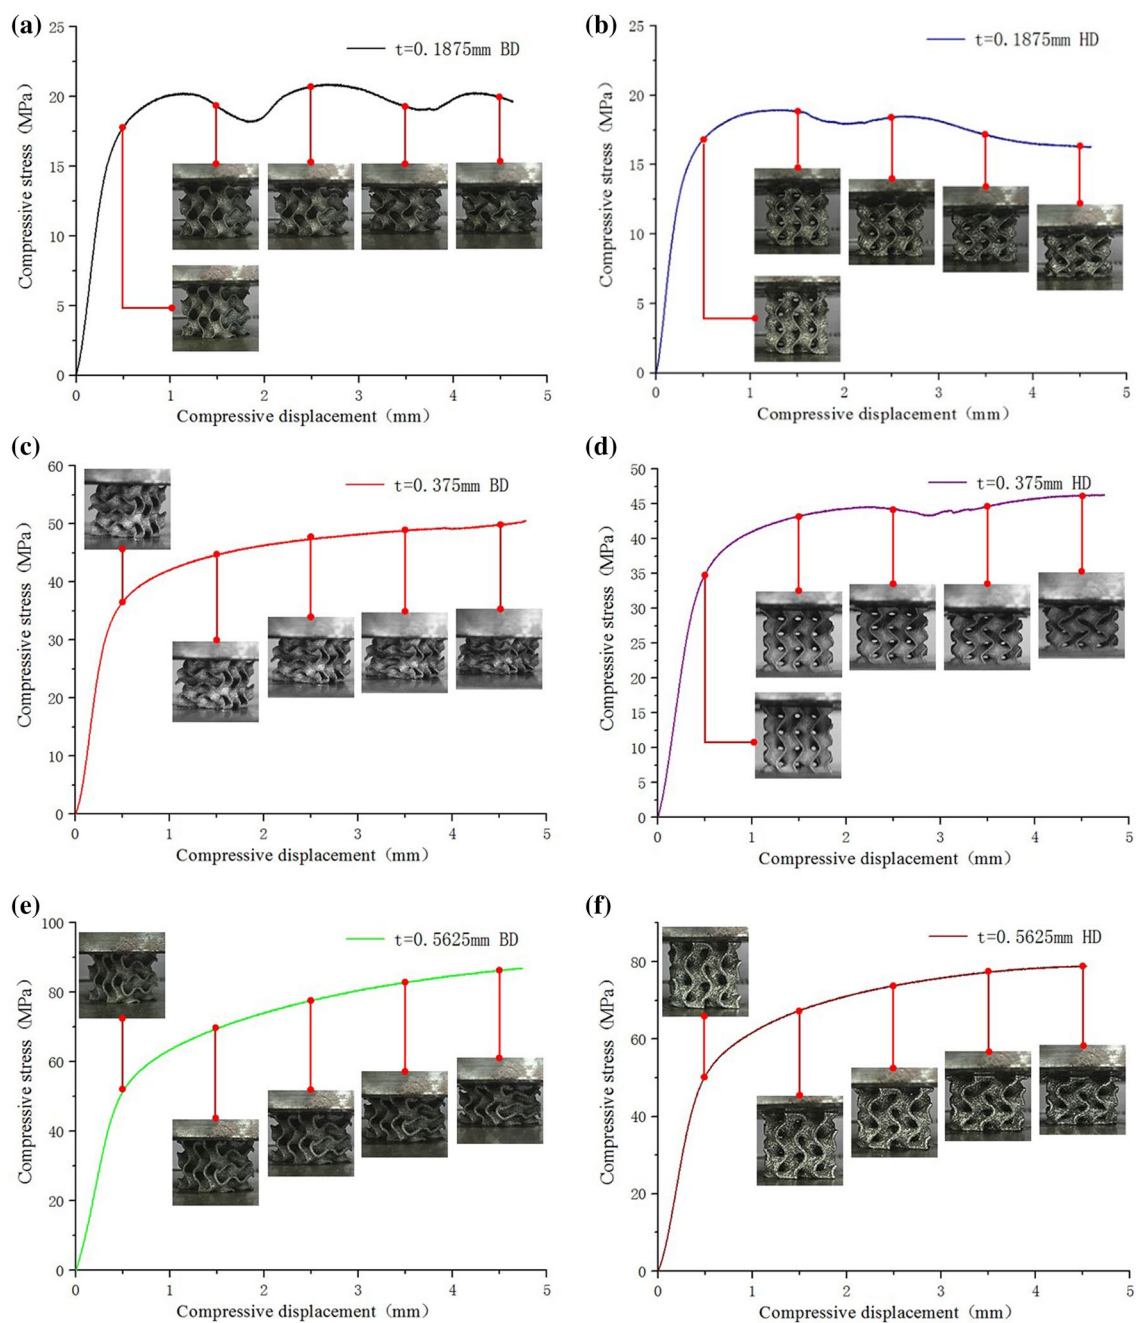 (a)
25
20
15
10
5
0
Compressive stress (MPa)
t=0.1875mm BD
0 1 2 3 4 5
Compressive displacement (mm)
(b)
25
20
15
10
5
0
Compressive stress (MPa)
t=0.1875mm HD
0 1 2 3 4 5
Compressive displacement (mm)
(c)
60
50
40
30
20
10
0
Compressive stress (MPa)
t=0.375mm BD
0 1 2 3 4 5
Compressive displacement (mm)
(d)
50
45
40
35
30
25
20
15
10
5
0
Compressive stress (MPa)
t=0.375mm HD
0 1 2 3 4 5
Compressive displacement (mm)
(e)
100
80
60
40
20
0
Compressive stress (MPa)
t=0.5625mm BD
0 1 2 3 4 5
Compressive displacement (mm)
(f)
80
60
40
20
0
Compressive stress (MPa)
t=0.5625mm HD
0 1 2 3 4 5
Compressive displacement (mm)